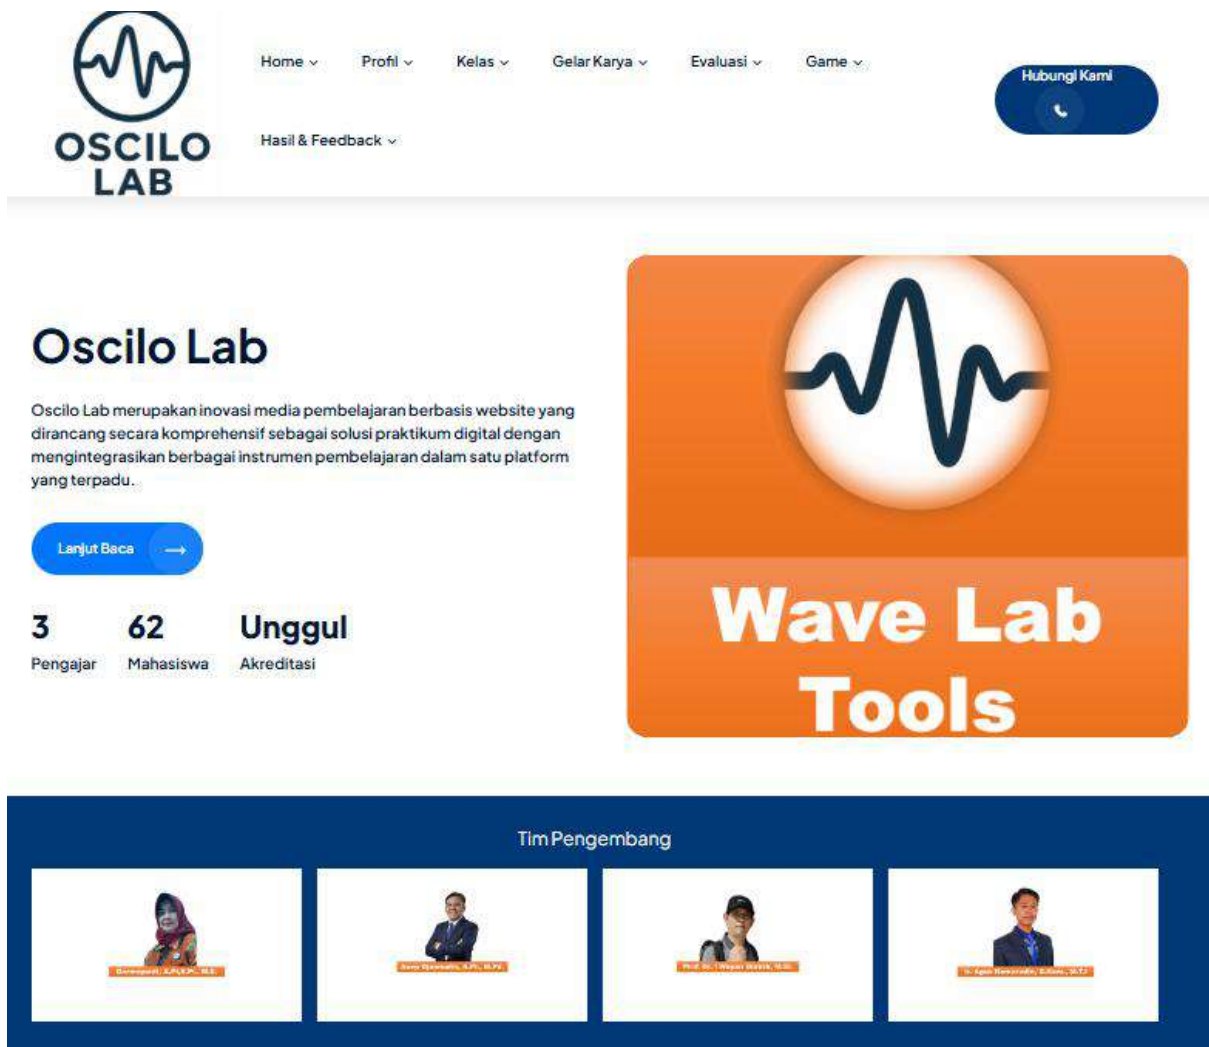 OSCILO
LAB
Home
Profil
Kelas
Gelar Karya
Evaluasi
Game
Hasil & Feedback
Hubungi Kami
Oscilo Lab
Oscilo Lab merupakan inovasi media pembelajaran berbasis website yang
dirancang secara komprehensif sebagai solusi praktikum digital dengan
mengintegrasikan berbagai instrumen pembelajaran dalam satu platform
yang terpadu.
Lanjut Baca
3
Pengajar
62
Mahasiswa
Unggul
Akreditasi
Wave Lab
Tools
Tim Pengembang